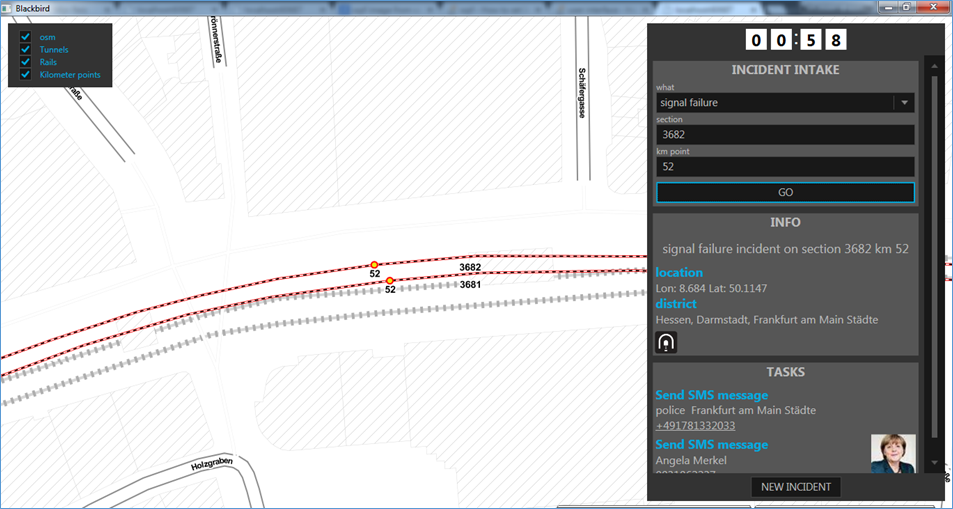 Blackbird
osm
Tunnels
Rails
Kilometer points
00:58
INCIDENT INTAKE
what
signal failure
section
3682
km point
52
GO
INFO
signal failure incident on section 3682 km 52
location
Lon: 8.684 Lat: 50.1147
district
Hessen, Darmstadt, Frankfurt am Main Städte
TASKS
Send SMS message
police Frankfurt am Main Städte
+491781332033
Send SMS message
Angela Merkel
NEW INCIDENT
Schäfergasse
52
3682
52
3681
Holzgraben